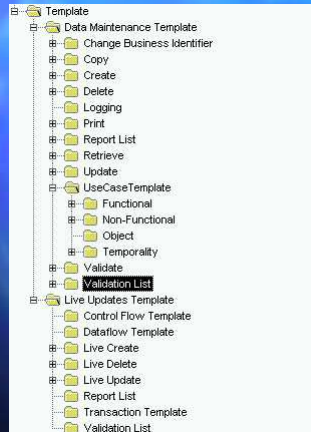 Template
Data Maintenance Template
Change Business Identifier
Copy
Create
Delete
Logging
Print
Report List
Retrieve
Update
UseCaseTemplate
Functional
Non-Functional
Object
Temporality
Validate
Validation List
Live Updates Template
Control Flow Template
Dataflow Template
Live Create
Live Delete
Live Update
Report List
Transaction Template
Validation List